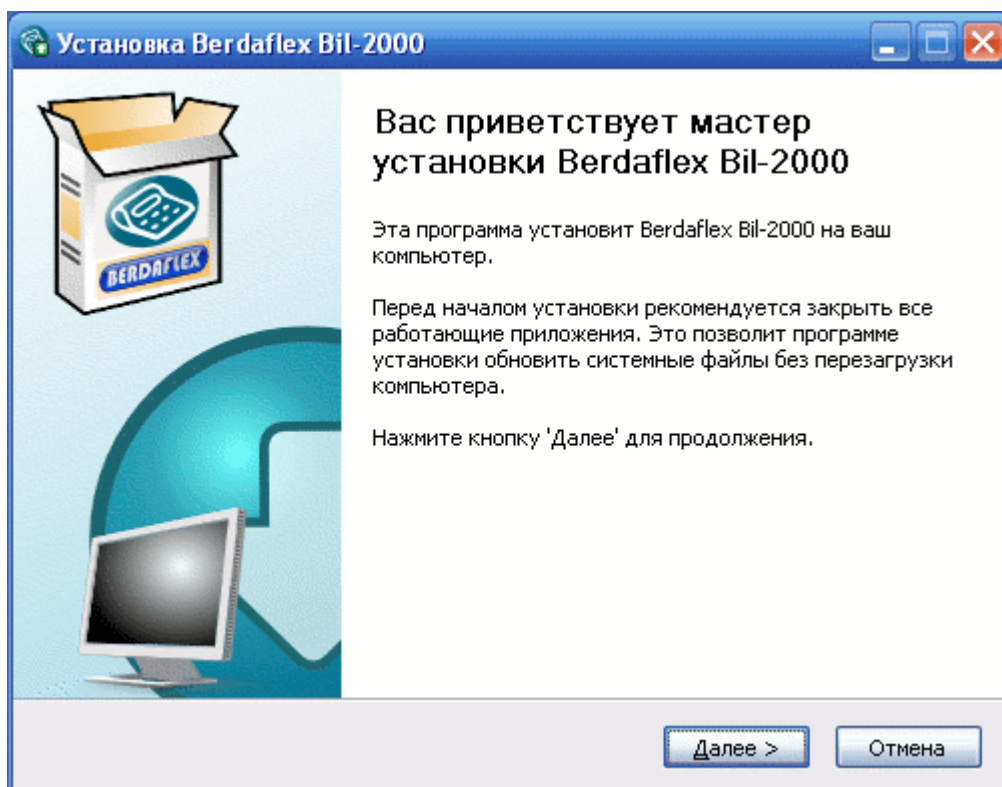 Установка Berdaflex Bil-2000
BERDAFLEX
Вас приветствует мастер
установки Berdaflex Bil-2000
Эта программа установит Berdaflex Bil-2000 на ваш
компьютер.
Перед началом установки рекомендуется закрыть все
работающие приложения. Это позволит программе
установки обновить системные файлы без перезагрузки
компьютера.
Нажмите кнопку 'Далее' для продолжения.
Далее >
Отмена